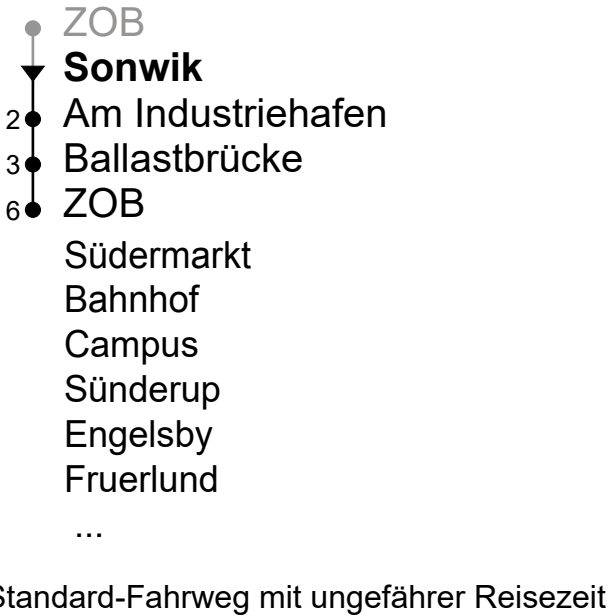 ZOB
Sonwik
2 Am Industriehafen
3 Ballastbrücke
6 ZOB
Südermarkt
Bahnhof
Campus
Sünderup
Engelsby
Fruerlund
...
Standard-Fahrweg mit ungefährer Reisezeit